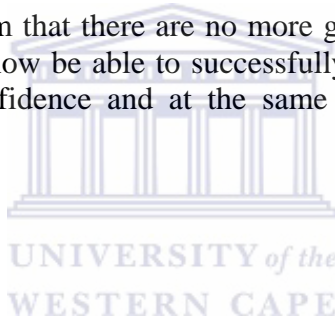 m that there are no more g
now be able to successfully
fidence and at the same
UNIVERSITY of the
WESTERN CAPE